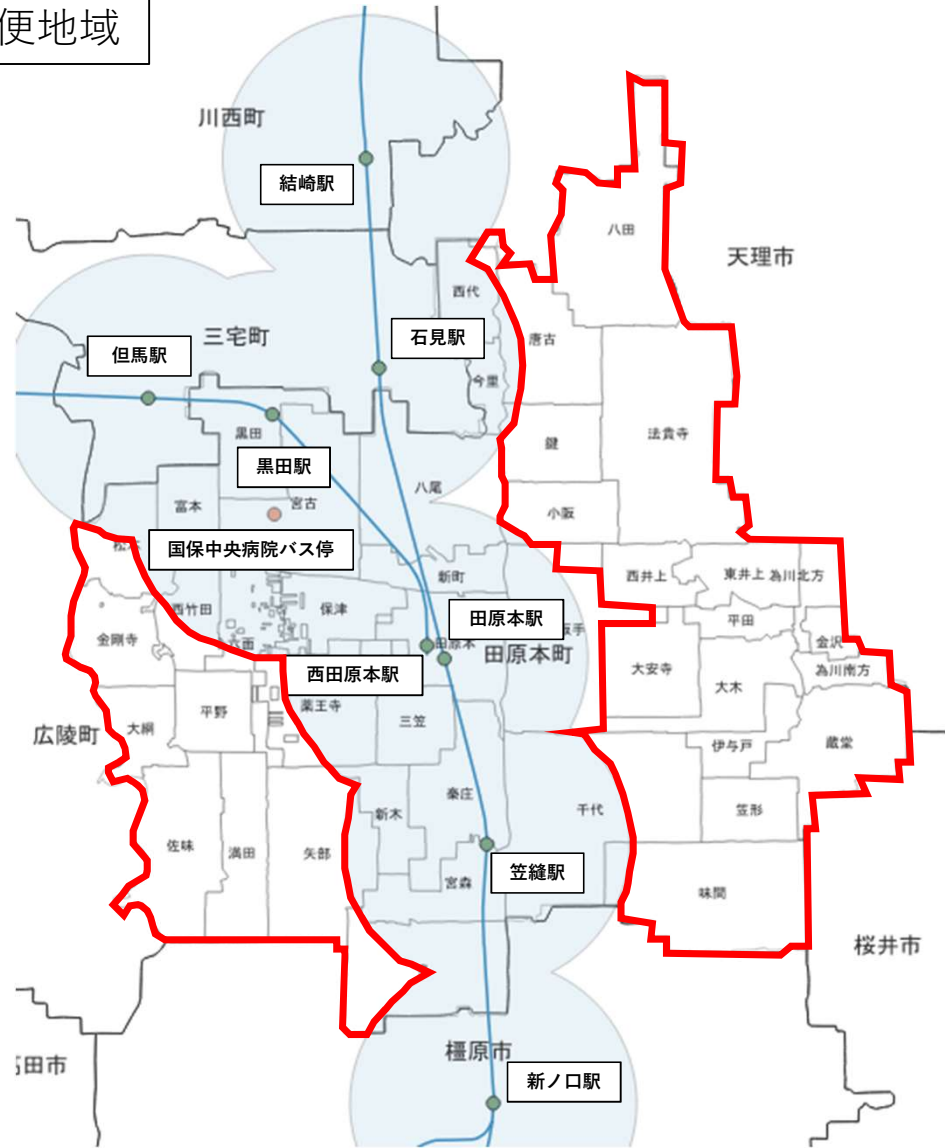 便地域
川西町
結崎駅
八田
天理市
西代
三宅町
石見駅
唐古
但馬駅
今里
黒田
鍵
法貴寺
黒田駅
八尾
富本
宮古
小阪
国保中央病院バス停
新町
西井上
東井上
為川北方
西竹田
保津
田原本駅
平田
金剛寺
田原本
田原本町
金沢
西田原本駅
大安寺
為川南方
大木
薬王寺
平野
三笠
大網
広陵町
伊与戸
蔵堂
秦庄
新木
千代
笠形
佐味
満田
矢部
笠縫駅
宮森
味間
桜井市
橿原市
田市
新ノ口駅